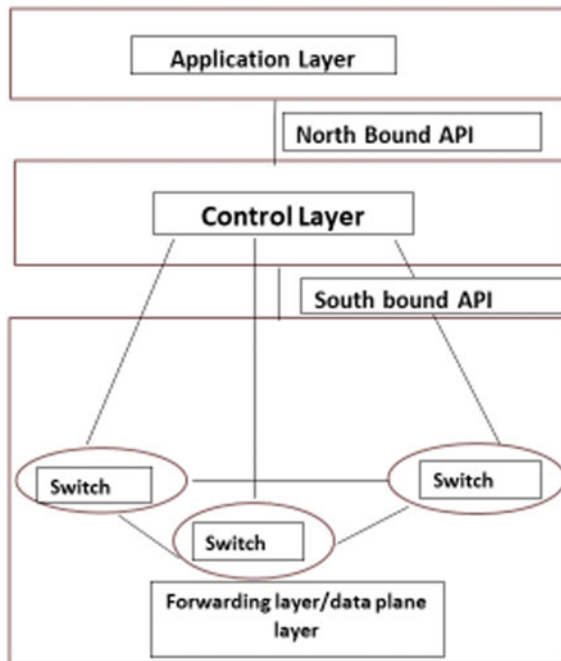 Application Layer
North Bound API
Control Layer
South bound API
Switch
Switch
Switch
Forwarding layer/data plane
layer